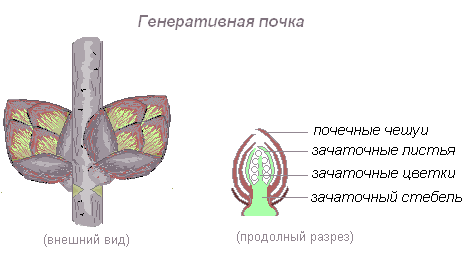 Генеративная почка
почечные чешуи
зачаточные листья
зачаточные цветки
зачаточный стебель
(внешний вид)
(продолный разрез)